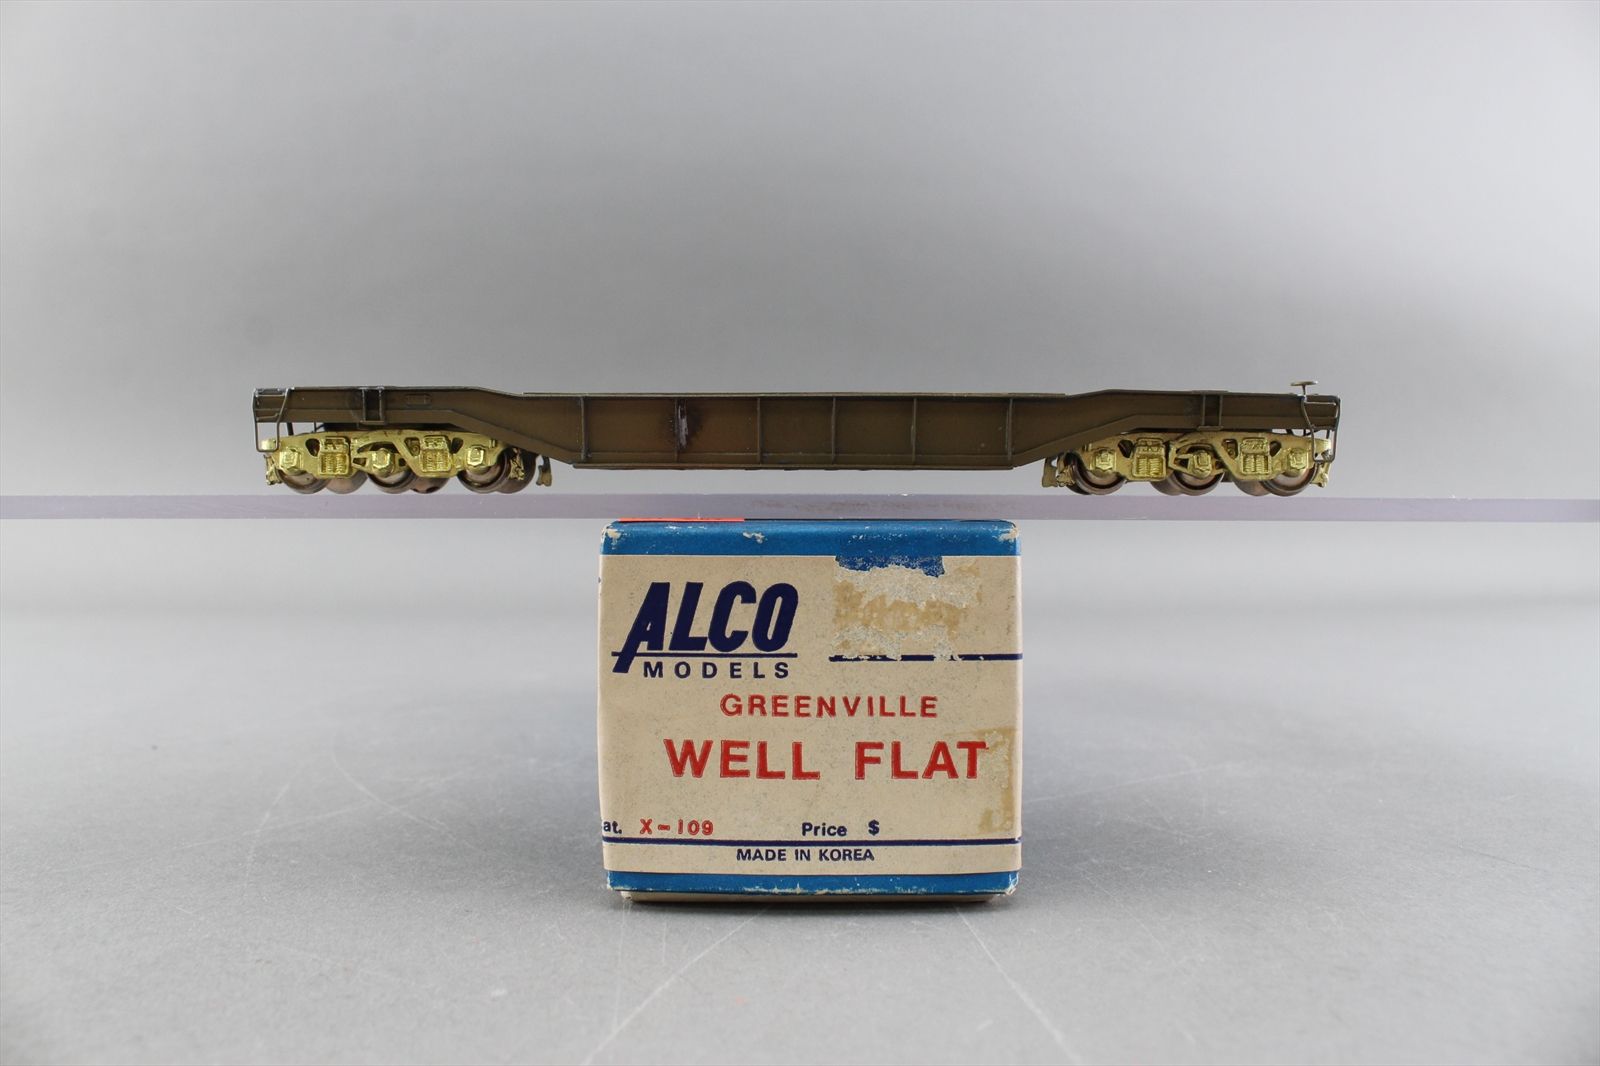 ALCO
MODELS
GREENVILLE
WELL FLAT
at. X-109 Price $
MADE IN KOREA